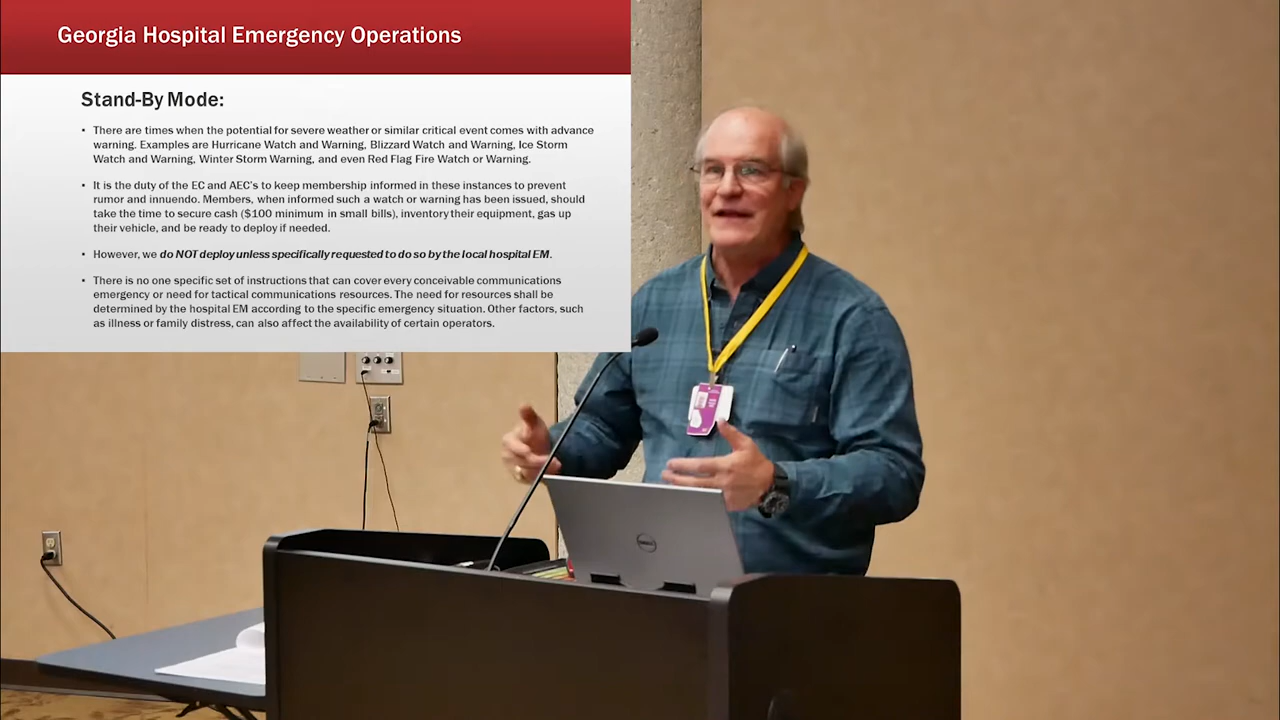 Georgia Hospital Emergency Operations
Stand-By Mode:
▪ There are times when the potential for severe weather or similar critical event comes with advance
warning. Examples are Hurricane Watch and Warning, Blizzard Watch and Warning, Ice Storm
Watch and Warning, Winter Storm Warning, and even Red Flag Fire Watch or Warning.
▪ It is the duty of the EC and AEC's to keep membership informed in these instances to prevent
rumor and innuendo. Members, when informed such a watch or warning has been issued, should
take the time to secure cash ($100 minimum in small bills), inventory their equipment, gas up
their vehicle, and be ready to deploy if needed.
▪ However, we do NOT deploy unless specifically requested to do so by the local hospital EM.
▪ There is no one specific set of instructions that can cover every conceivable communications
emergency or need for tactical communications resources. The need for resources shall be
determined by the hospital EM according to the specific emergency situation. Other factors, such
as illness or family distress, can also affect the availability of certain operators.
DELL